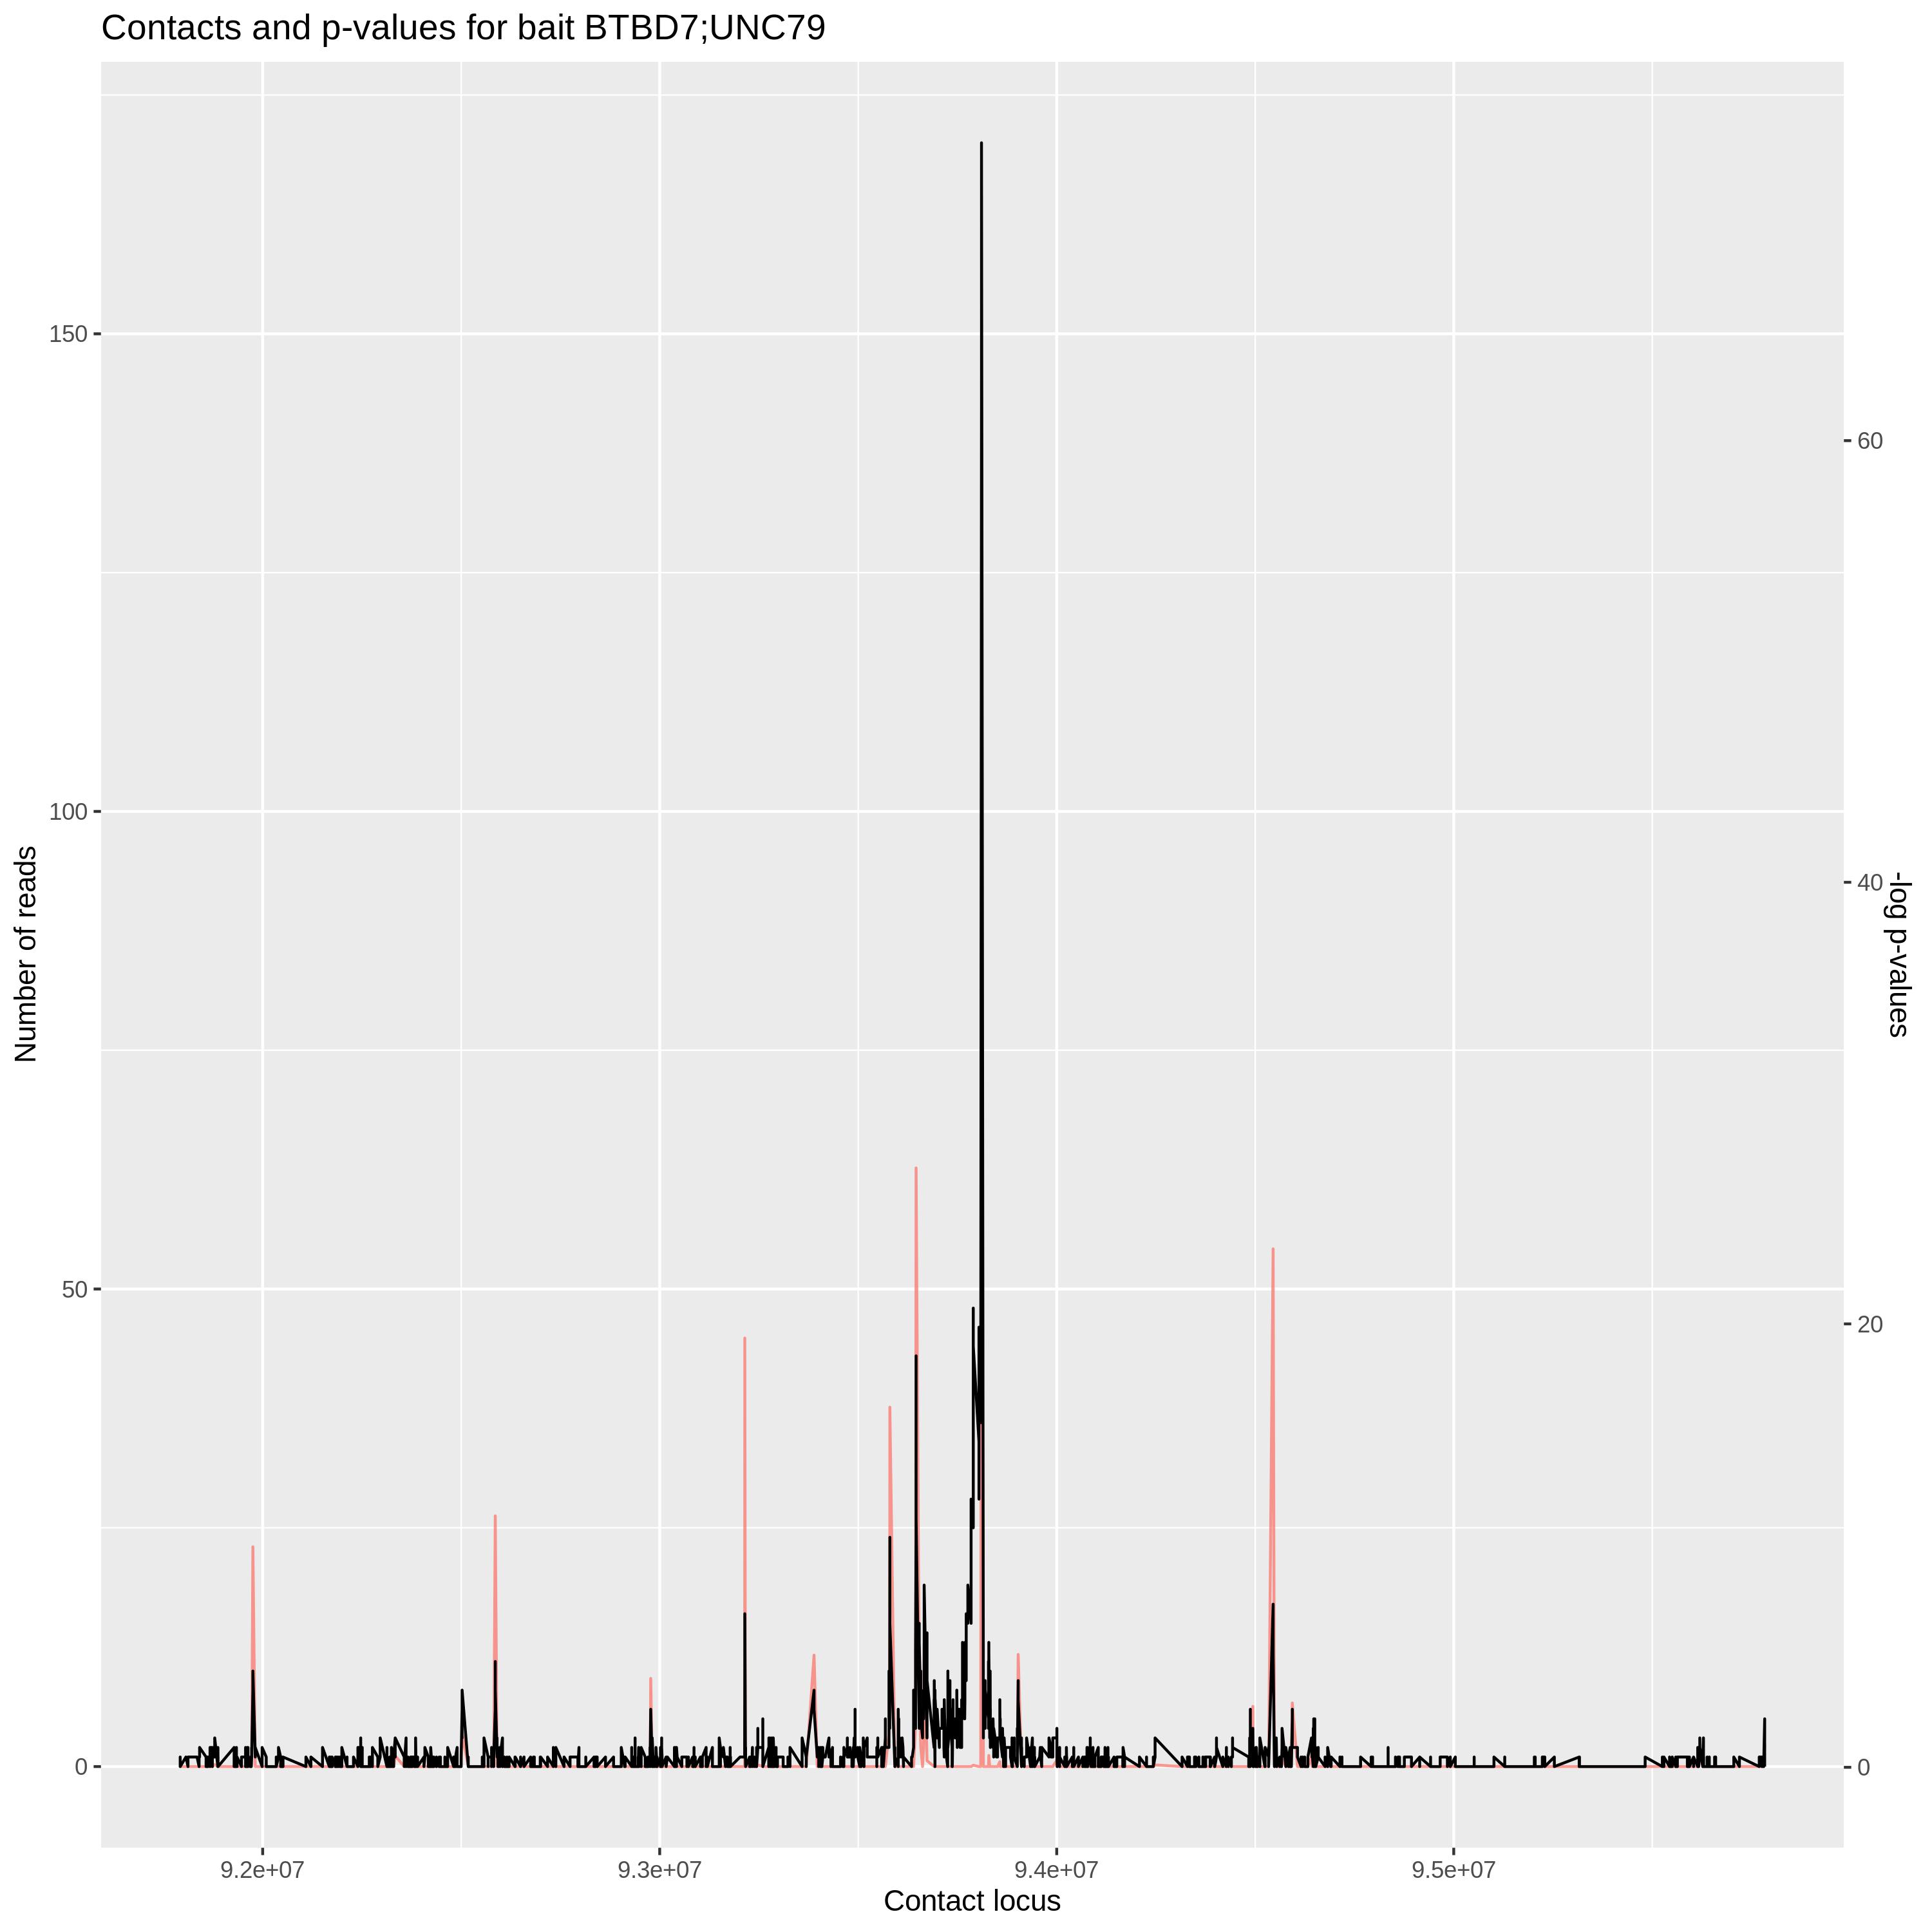 Contacts and p-values for bait BTBD7;UNC79
150
100
50
0
Number of reads
60
40
20
0
-log p-values
9.2e+07
9.3e+07
9.4e+07
9.5e+07
Contact locus